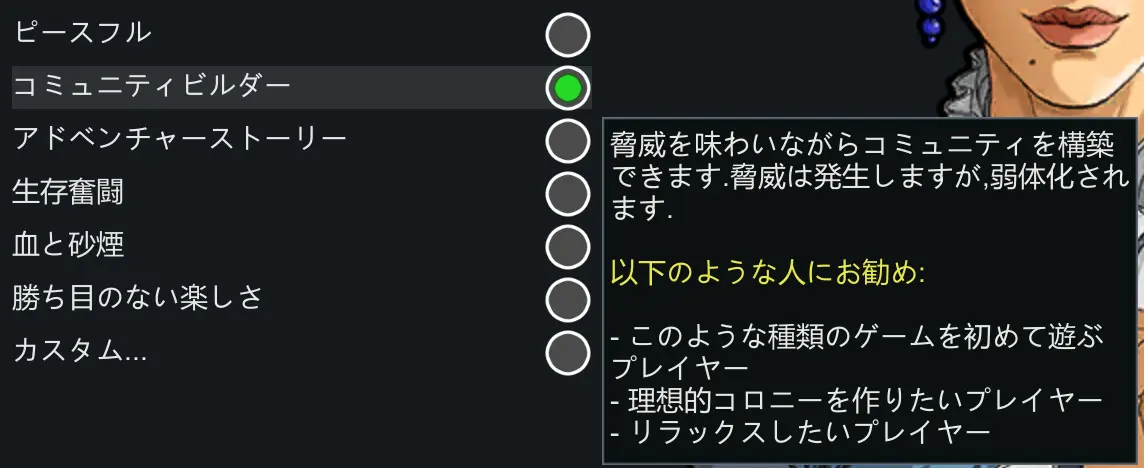 ピースフル
コミュニティビルダー
アドベンチャーストーリー
生存奮闘
血と砂煙
勝ち目のない楽しさ
カスタム...
脅威を味わいながらコミュニティを構築
できます.脅威は発生しますが,弱体化され
ます.
以下のような人にお勧め:
- このような種類のゲームを初めて遊ぶ
プレイヤー
- 理想的コロニーを作りたいプレイヤー
- リラックスしたいプレイヤー